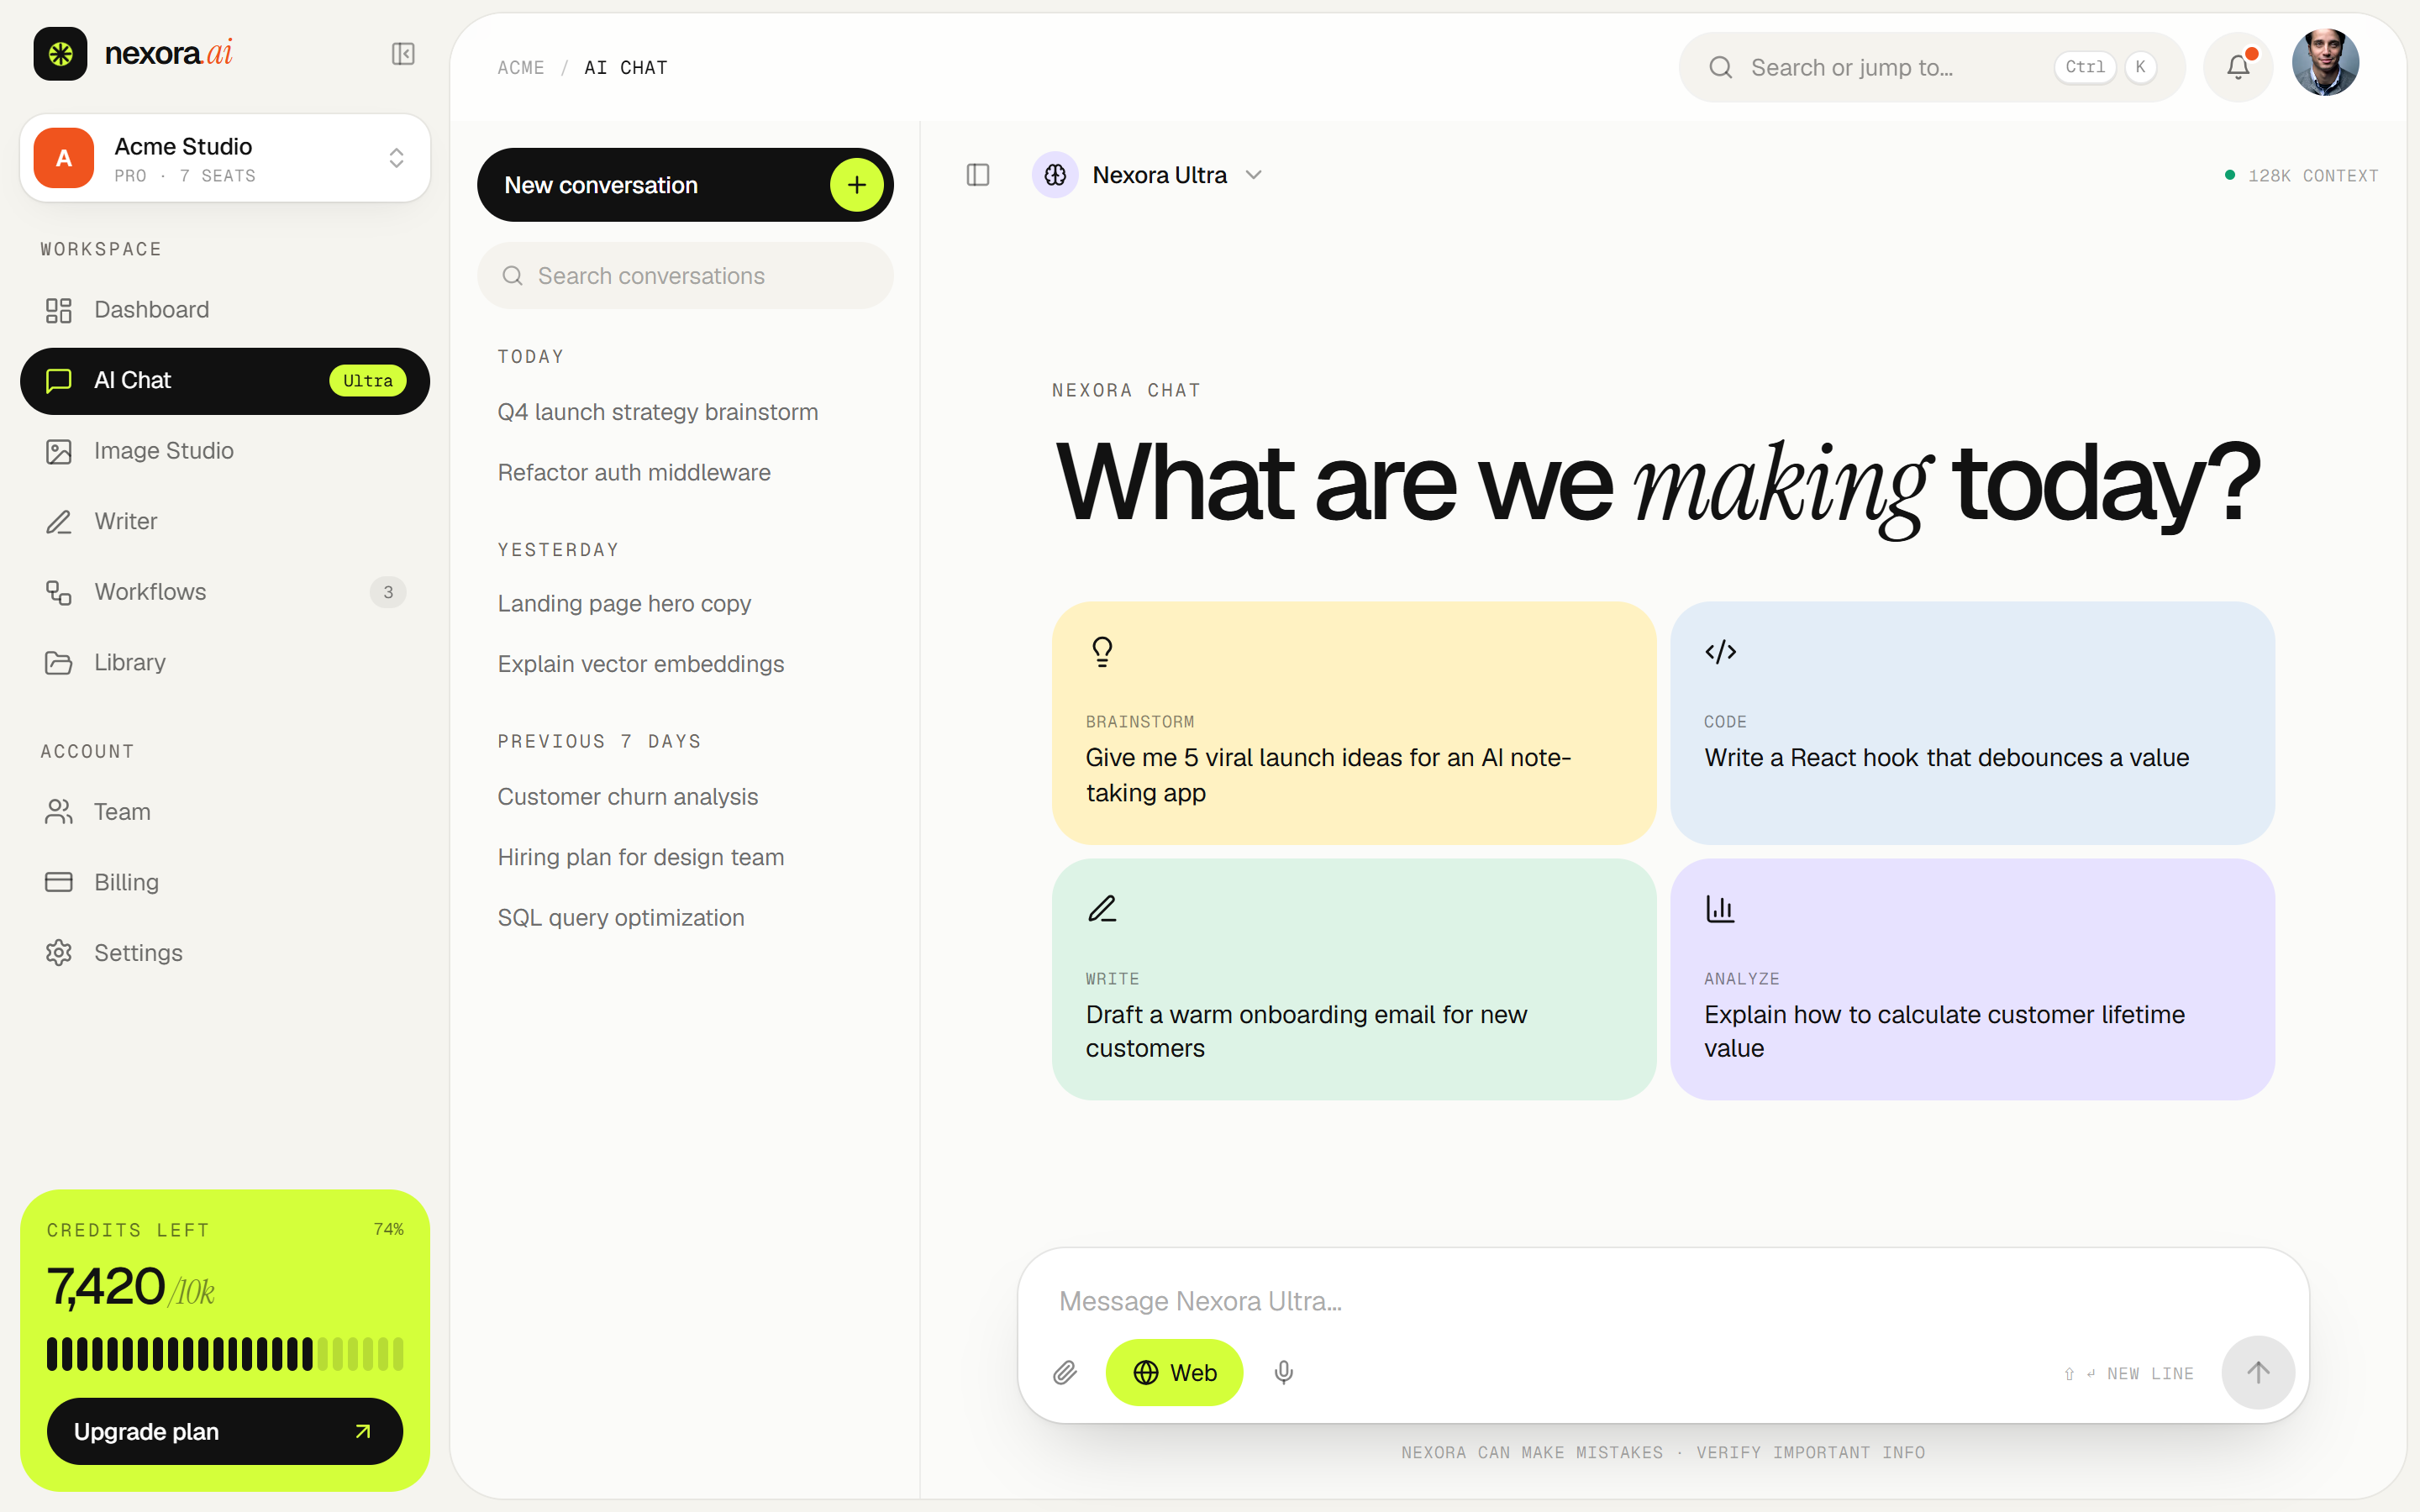 nexora.ai
A
Acme Studio
PRO · 7 SEATS
WORKSPACE
Dashboard
AI Chat
Ultra
Image Studio
Writer
Workflows
3
Library
ACCOUNT
Team
Billing
Settings
CREDITS LEFT
74%
7,420/10k
Upgrade plan
ACME / AI CHAT
Search or jump to...
Ctrl
K
New conversation
Search conversations
TODAY
Q4 launch strategy brainstorm
Refactor auth middleware
YESTERDAY
Landing page hero copy
Explain vector embeddings
PREVIOUS 7 DAYS
Customer churn analysis
Hiring plan for design team
SQL query optimization
Nexora Ultra
128K CONTEXT
NEXORA CHAT
What are we making today?
BRAINSTORM
Give me 5 viral launch ideas for an AI note-
taking app
CODE
Write a React hook that debounces a value
WRITE
Draft a warm onboarding email for new
customers
ANALYZE
Explain how to calculate customer lifetime
value
Message Nexora Ultra...
Web
⇧ ↵ NEW LINE
NEXORA CAN MAKE MISTAKES · VERIFY IMPORTANT INFO